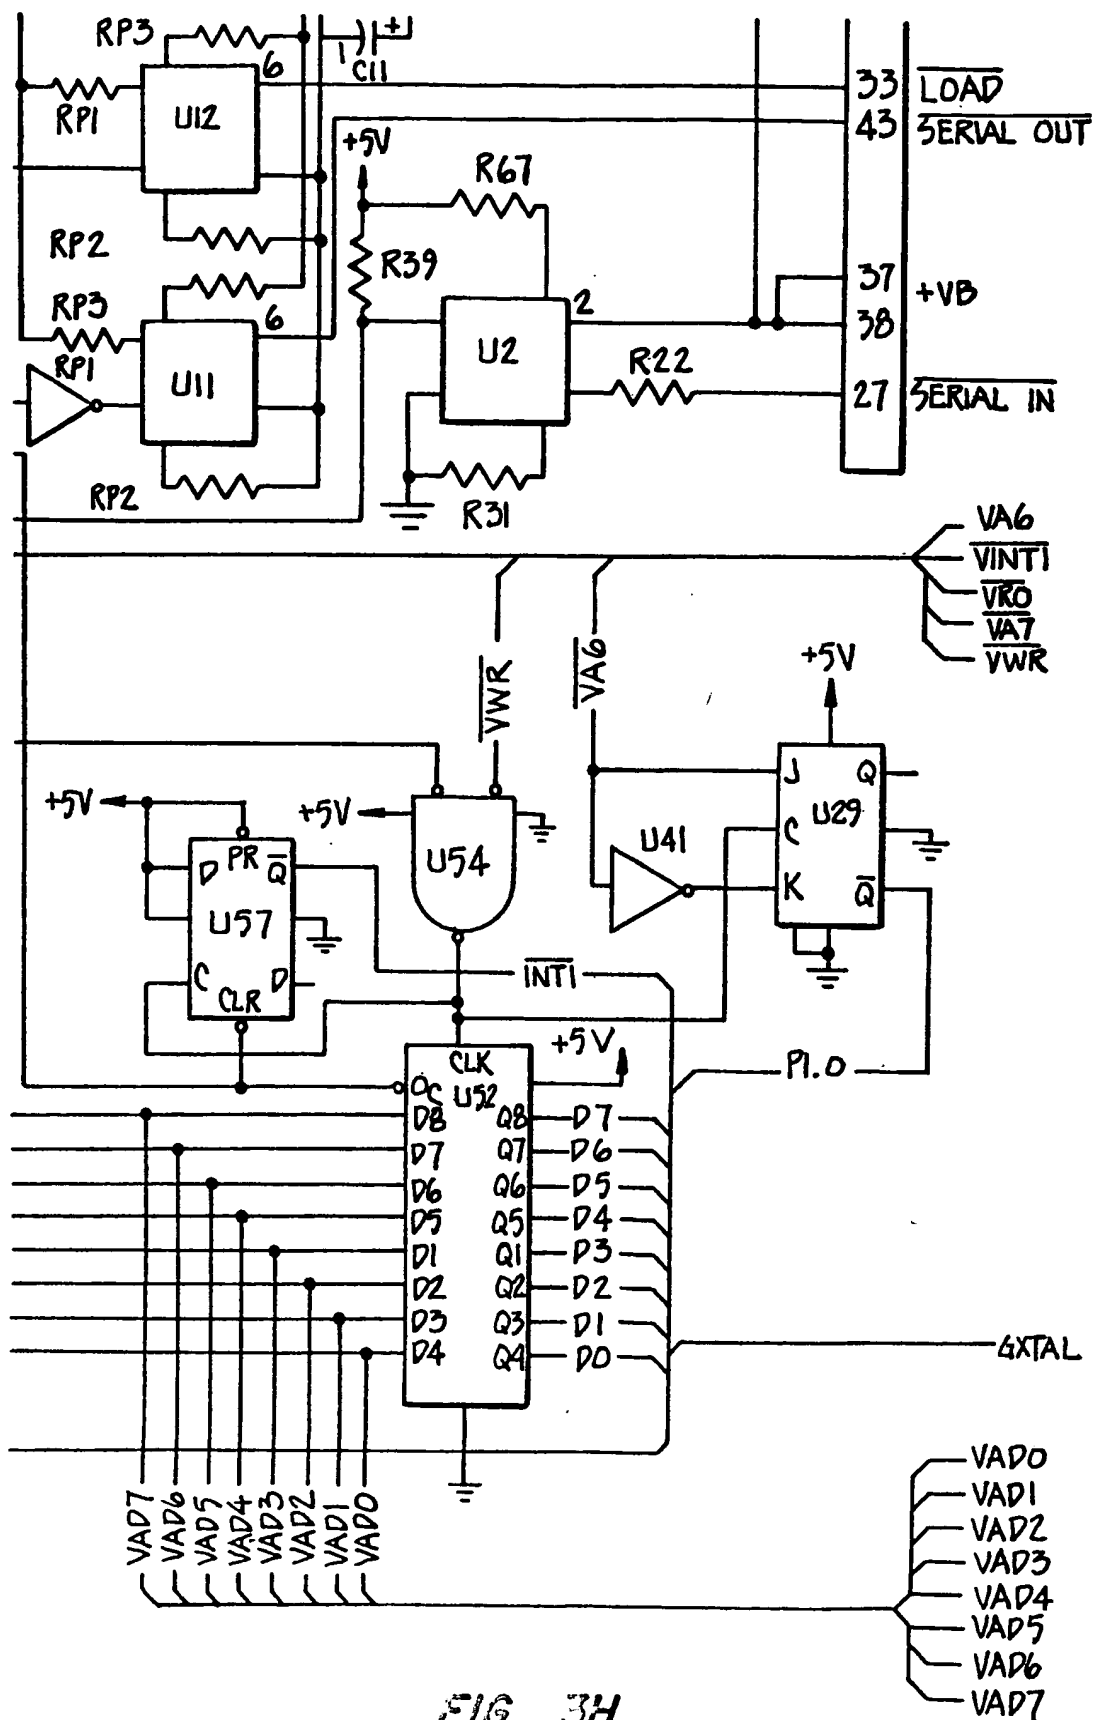 RP3
+
1
C11
6
33 LOAD
RP1
U12
43 SERIAL OUT
+5V
R67
RP2
R39
37
+VB
RP3
6
2
38
RP1
U2
R22
U11
27 SERIAL IN
RP2
R31
VA6
VINT1
VRO
VA7
VWR
VWR
VA6
+5V
J Q
+5V
+5V
U41
C U29
PR Q
D
U54
K Q
U57
C D
CLR
INT1
+5V
P1.0
CLK
OC U52
D8 Q8 D7
D7 Q7 D6
D6 Q6 D5
D5 Q5 D4
D1 Q1 D3
D2 Q2 D2
D3 Q3 D1
D4 Q4 D0
GXTAL
VAD7
VAD6
VAD5
VAD4
VAD3
VAD2
VAD1
VAD0
VAD0
VAD1
VAD2
VAD3
VAD4
VAD5
VAD6
VAD7
FIG 3H